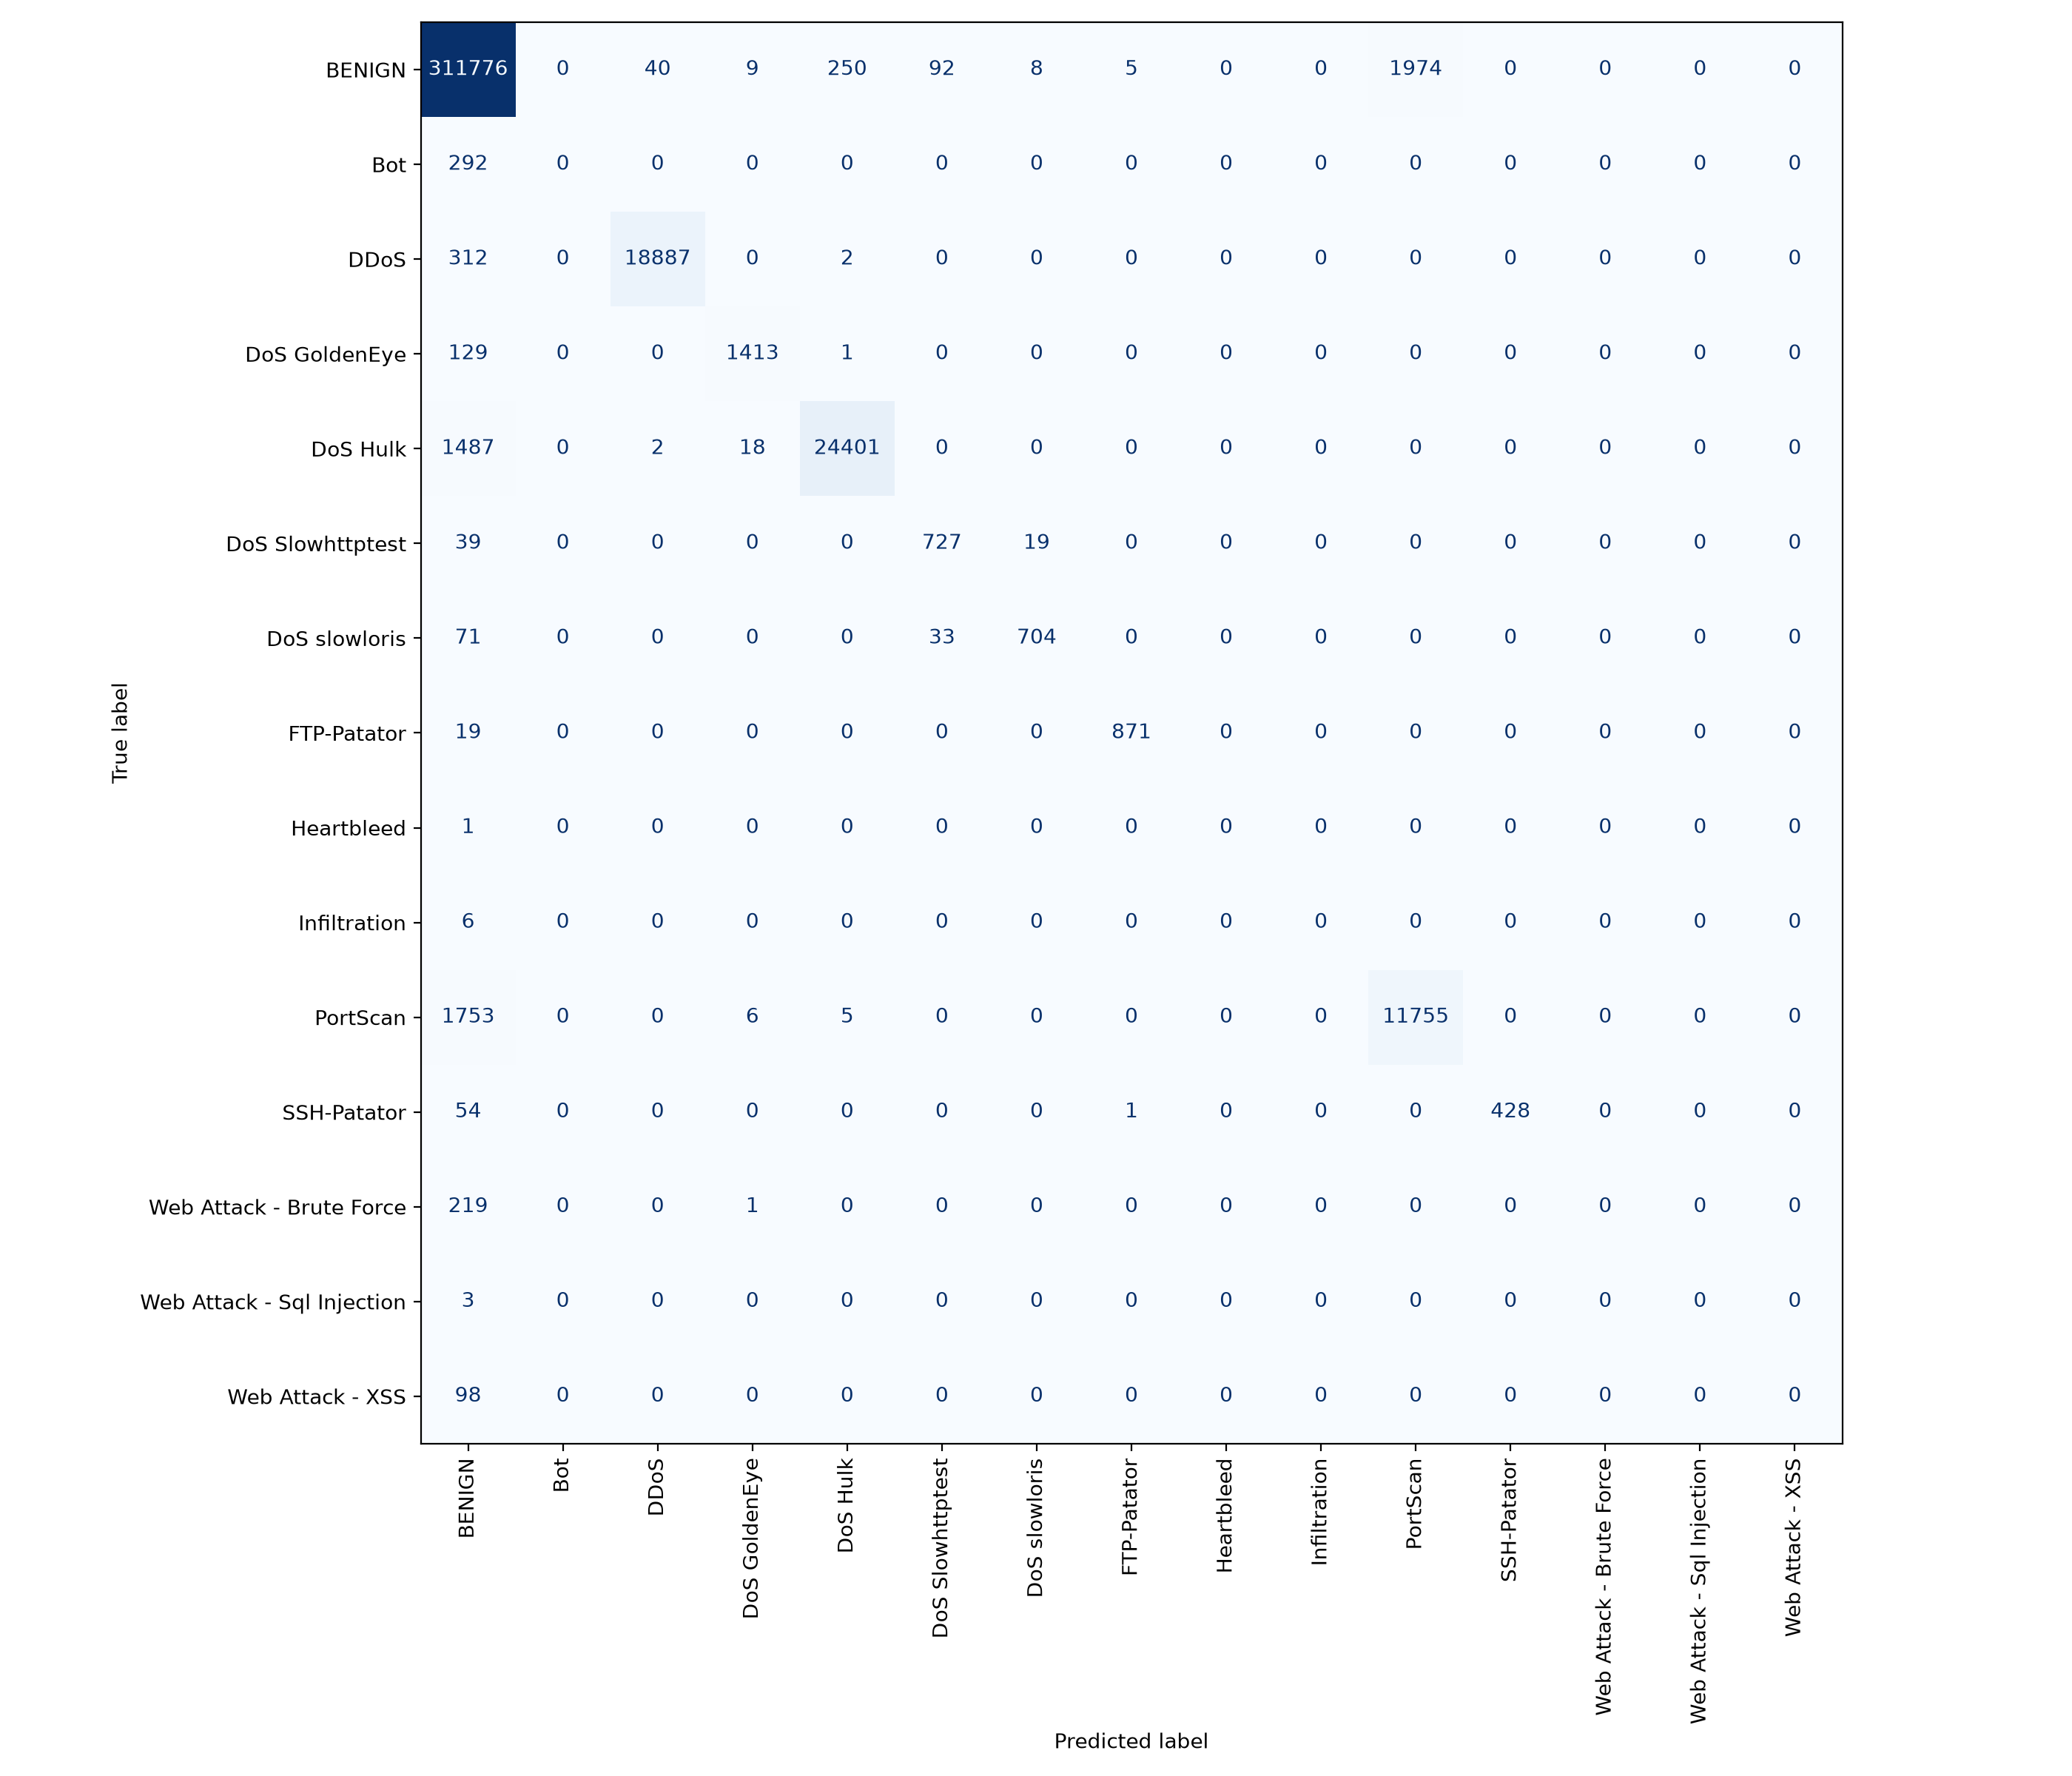 BENIGN 311776 0 40 9 250 92 8 5 0 0 1974 0 0 0 0
Bot 292 0 0 0 0 0 0 0 0 0 0 0 0 0 0
DDoS 312 0 18887 0 2 0 0 0 0 0 0 0 0 0 0
DoS GoldenEye 129 0 0 1413 1 0 0 0 0 0 0 0 0 0 0
DoS Hulk 1487 0 2 18 24401 0 0 0 0 0 0 0 0 0 0
DoS Slowhttptest 39 0 0 0 0 727 19 0 0 0 0 0 0 0 0
DoS slowloris 71 0 0 0 0 33 704 0 0 0 0 0 0 0 0
FTP-Patator 19 0 0 0 0 0 0 871 0 0 0 0 0 0 0
Heartbleed 1 0 0 0 0 0 0 0 0 0 0 0 0 0 0
Infiltration 6 0 0 0 0 0 0 0 0 0 0 0 0 0 0
PortScan 1753 0 0 6 5 0 0 0 0 0 11755 0 0 0 0
SSH-Patator 54 0 0 0 0 0 0 1 0 0 0 428 0 0 0
Web Attack - Brute Force 219 0 0 1 0 0 0 0 0 0 0 0 0 0 0
Web Attack - Sql Injection 3 0 0 0 0 0 0 0 0 0 0 0 0 0 0
Web Attack - XSS 98 0 0 0 0 0 0 0 0 0 0 0 0 0 0
True label
BENIGN
Bot
DDoS
DoS GoldenEye
DoS Hulk
DoS Slowhttptest
DoS slowloris
FTP-Patator
Heartbleed
Infiltration
PortScan
SSH-Patator
Web Attack - Brute Force
Web Attack - Sql Injection
Web Attack - XSS
Predicted label